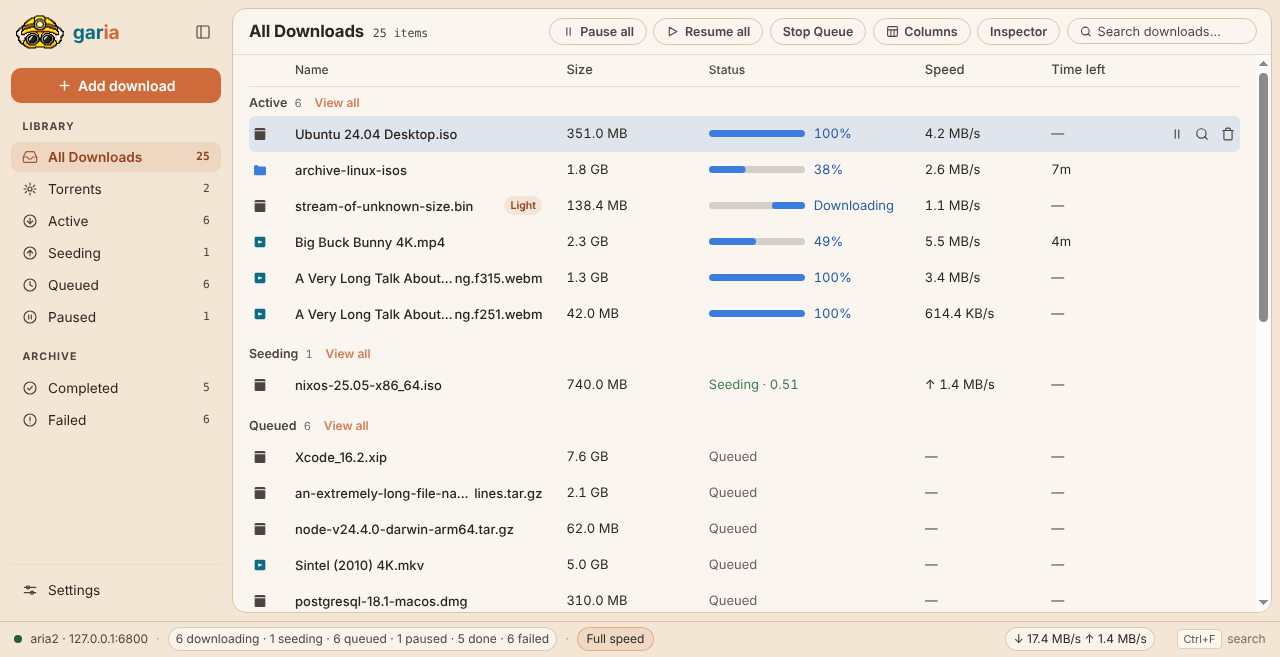 garia
Add download
LIBRARY
All Downloads 25
Torrents 2
Active 6
Seeding 1
Queued 6
Paused 1
ARCHIVE
Completed 5
Failed 6
Settings
All Downloads 25 items
Pause all Resume all Stop Queue Columns Inspector Search downloads...
Name Size Status Speed Time left
Active 6 View all
Ubuntu 24.04 Desktop.iso 351.0 MB 100% 4.2 MB/s —
archive-linux-isos 1.8 GB 38% 2.6 MB/s 7m
stream-of-unknown-size.bin Light 138.4 MB Downloading 1.1 MB/s —
Big Buck Bunny 4K.mp4 2.3 GB 49% 5.5 MB/s 4m
A Very Long Talk About… ng.f315.webm 1.3 GB 100% 3.4 MB/s —
A Very Long Talk About… ng.f251.webm 42.0 MB 100% 614.4 KB/s —
Seeding 1 View all
nixos-25.05-x86_64.iso 740.0 MB Seeding · 0.51 ↑ 1.4 MB/s —
Queued 6 View all
Xcode_16.2.xip 7.6 GB Queued — —
an-extremely-long-file-na… lines.tar.gz 2.1 GB Queued — —
node-v24.4.0-darwin-arm64.tar.gz 62.0 MB Queued — —
Sintel (2010) 4K.mkv 5.0 GB Queued — —
postgresql-18.1-macos.dmg 310.0 MB Queued — —
aria2 · 127.0.0.1:6800 · 6 downloading · 1 seeding · 6 queued · 1 paused · 5 done · 6 failed · Full speed ↓ 17.4 MB/s ↑ 1.4 MB/s Ctrl+F search